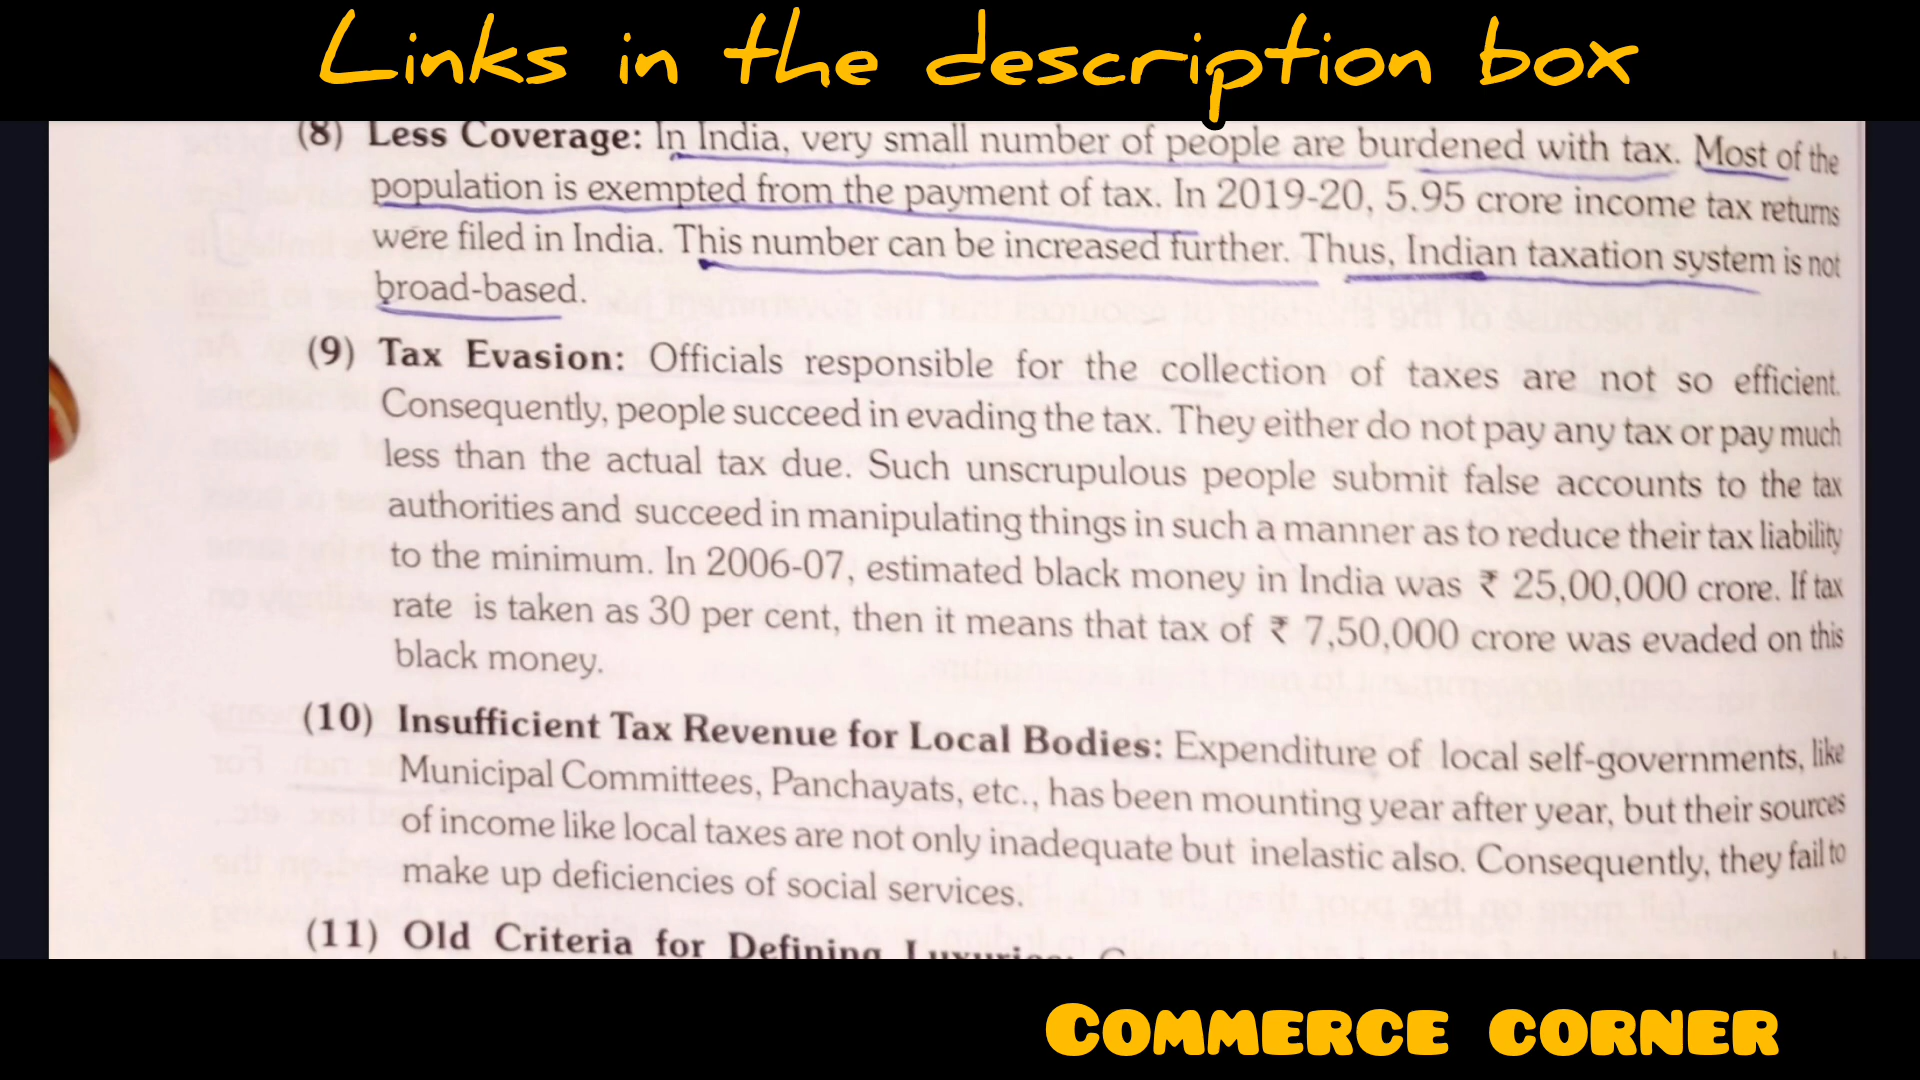 Links in the description box
(8) Less Coverage: In India, very small number of people are burdened with tax. Most of the
population is exempted from the payment of tax. In 2019-20, 5.95 crore income tax returns
were filed in India. This number can be increased further. Thus, Indian taxation system is not
broad-based.
(9) Tax Evasion: Officials responsible for the collection of taxes are not so efficient.
Consequently, people succeed in evading the tax. They either do not pay any tax or pay much
less than the actual tax due. Such unscrupulous people submit false accounts to the tax
authorities and succeed in manipulating things in such a manner as to reduce their tax liability
to the minimum. In 2006-07, estimated black money in India was ₹ 25,00,000 crore. If tax
rate is taken as 30 per cent, then it means that tax of ₹ 7,50,000 crore was evaded on this
black money.
(10) Insufficient Tax Revenue for Local Bodies: Expenditure of local self-governments, like
Municipal Committees, Panchayats, etc., has been mounting year after year, but their sources
of income like local taxes are not only inadequate but inelastic also. Consequently, they fail to
make up deficiencies of social services.
(11) Old Criteria for Defining Luxuries:
COMMERCE CORNER